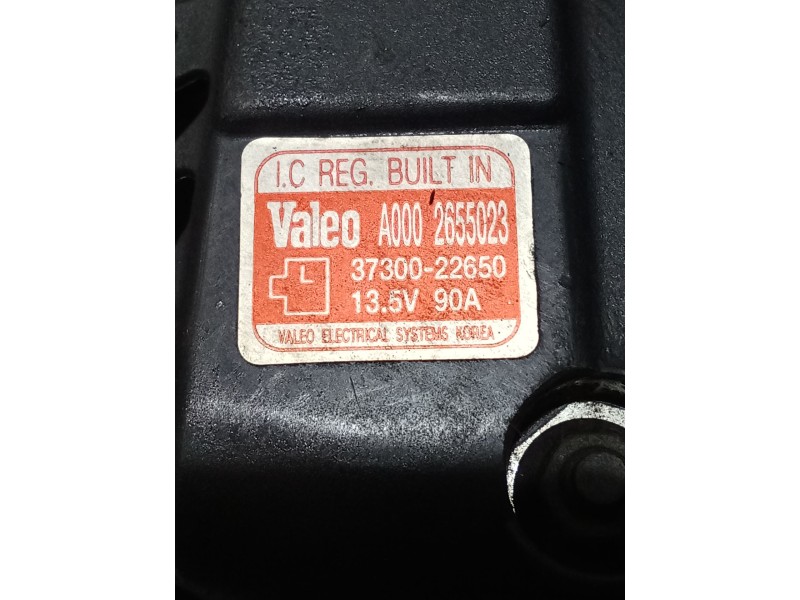 I.C REG. BUILT IN
Valeo A000 2655023
37300-22650
13.5V 90A
VALEO ELECTRICAL SYSTEMS KOREA